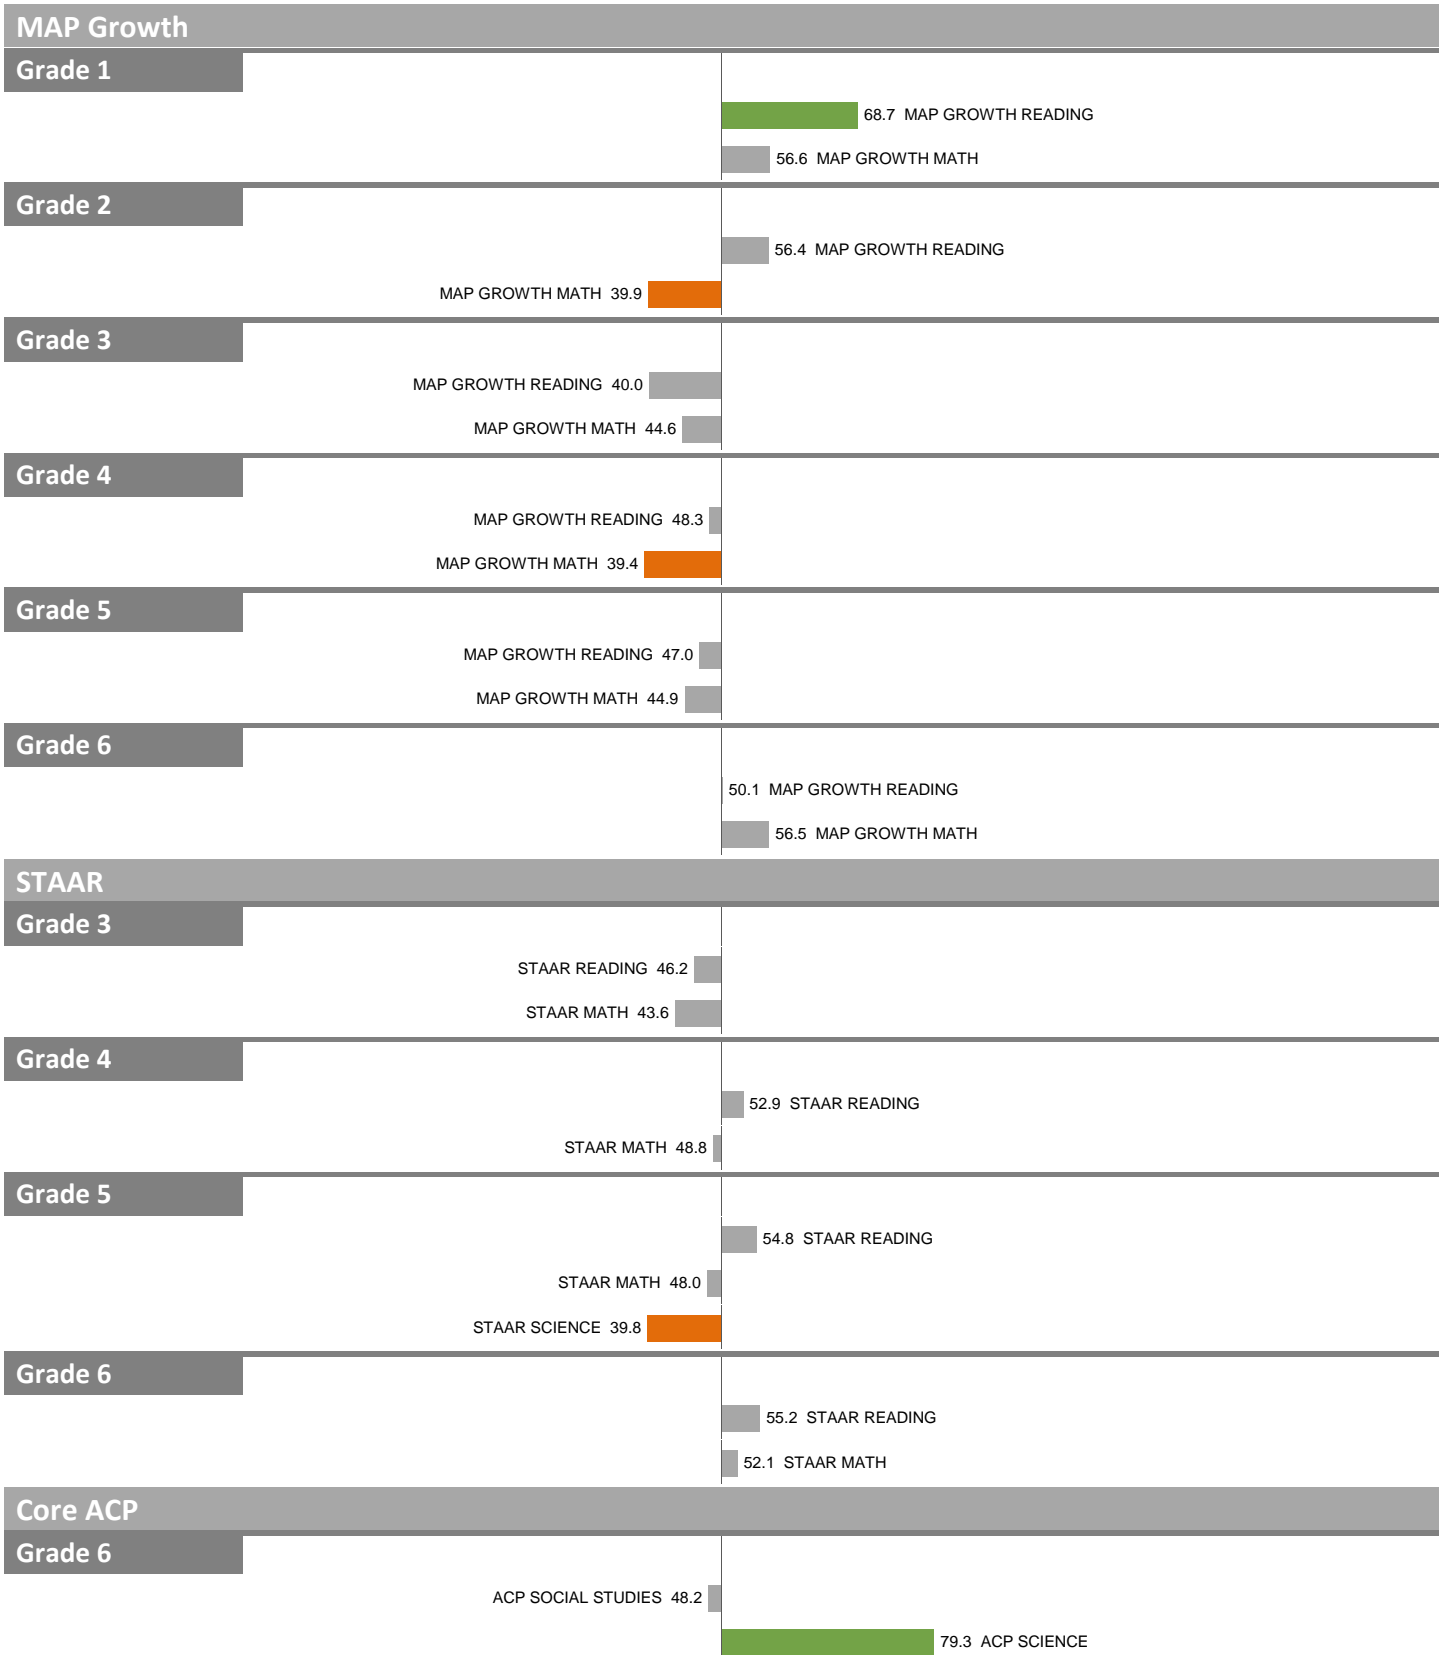 MAP Growth
Grade 1
68.7 MAP GROWTH READING
56.6 MAP GROWTH MATH
Grade 2
56.4 MAP GROWTH READING
MAP GROWTH MATH 39.9
Grade 3
MAP GROWTH READING 40.0
MAP GROWTH MATH 44.6
Grade 4
MAP GROWTH READING 48.3
MAP GROWTH MATH 39.4
Grade 5
MAP GROWTH READING 47.0
MAP GROWTH MATH 44.9
Grade 6
50.1 MAP GROWTH READING
56.5 MAP GROWTH MATH
STAAR
Grade 3
STAAR READING 46.2
STAAR MATH 43.6
Grade 4
52.9 STAAR READING
STAAR MATH 48.8
Grade 5
54.8 STAAR READING
STAAR MATH 48.0
STAAR SCIENCE 39.8
Grade 6
55.2 STAAR READING
52.1 STAAR MATH
Core ACP
Grade 6
ACP SOCIAL STUDIES 48.2
79.3 ACP SCIENCE